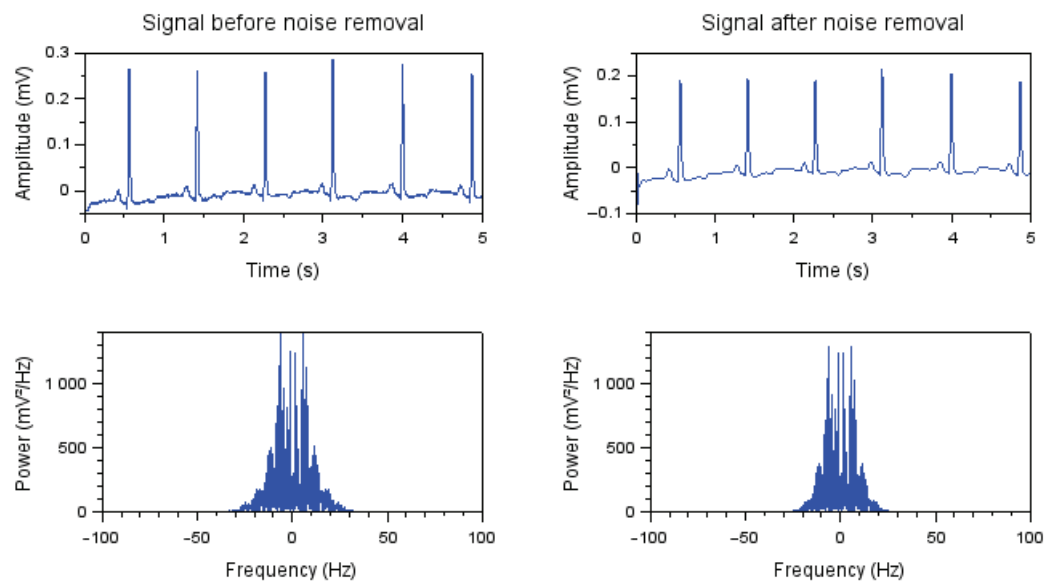 Signal before noise removal
Amplitude (mV)
0.3
0.2
0.1
0
0 1 2 3 4 5
Time (s)
Signal after noise removal
Amplitude (mV)
0.2
0.1
0
−0.1
0 1 2 3 4 5
Time (s)
Power (mV²/Hz)
1 000
500
0
−100 −50 0 50 100
Frequency (Hz)
Power (mV²/Hz)
1 000
500
0
−100 −50 0 50 100
Frequency (Hz)